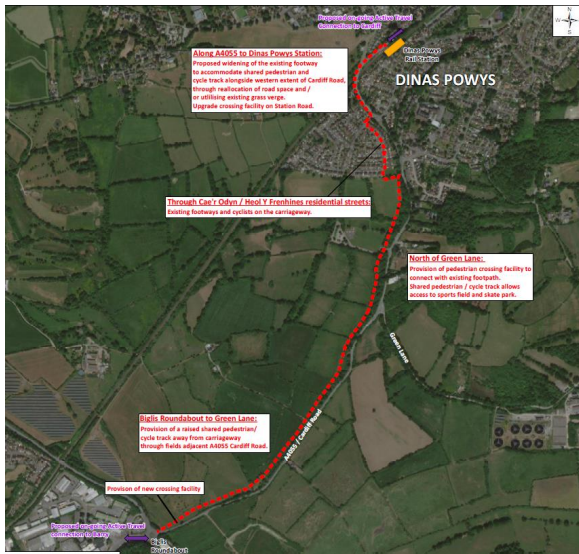 Proposed on-going Active Travel
Connection to Cardiff
N
W
E
S
Dinas Powys
Rail Station
DINAS POWYS
Along A4055 to Dinas Powys Station:
Proposed widening of the existing footway
to accommodate shared pedestrian and
cycle track alongside western extent of Cardiff Road,
through reallocation of road space and /
or utilising existing grass verge.
Upgrade crossing facility on Station Road.
Through Cae'r Odyn / Heol Y Frenhines residential streets:
Existing footways and cyclists on the carriageway.
North of Green Lane:
Provision of pedestrian crossing facility to
connect with existing footpath.
Shared pedestrian / cycle track allows
access to sports field and skate park.
Green Lane
Biglis Roundabout to Green Lane:
Provision of a raised shared pedestrian/
cycle track away from carriageway
through fields adjacent A4055 Cardiff Road.
A4055 / Cardiff Road
Provison of new crossing facility
Proposed on-going Active Travel
connection to Barry
Biglis
Roundabout